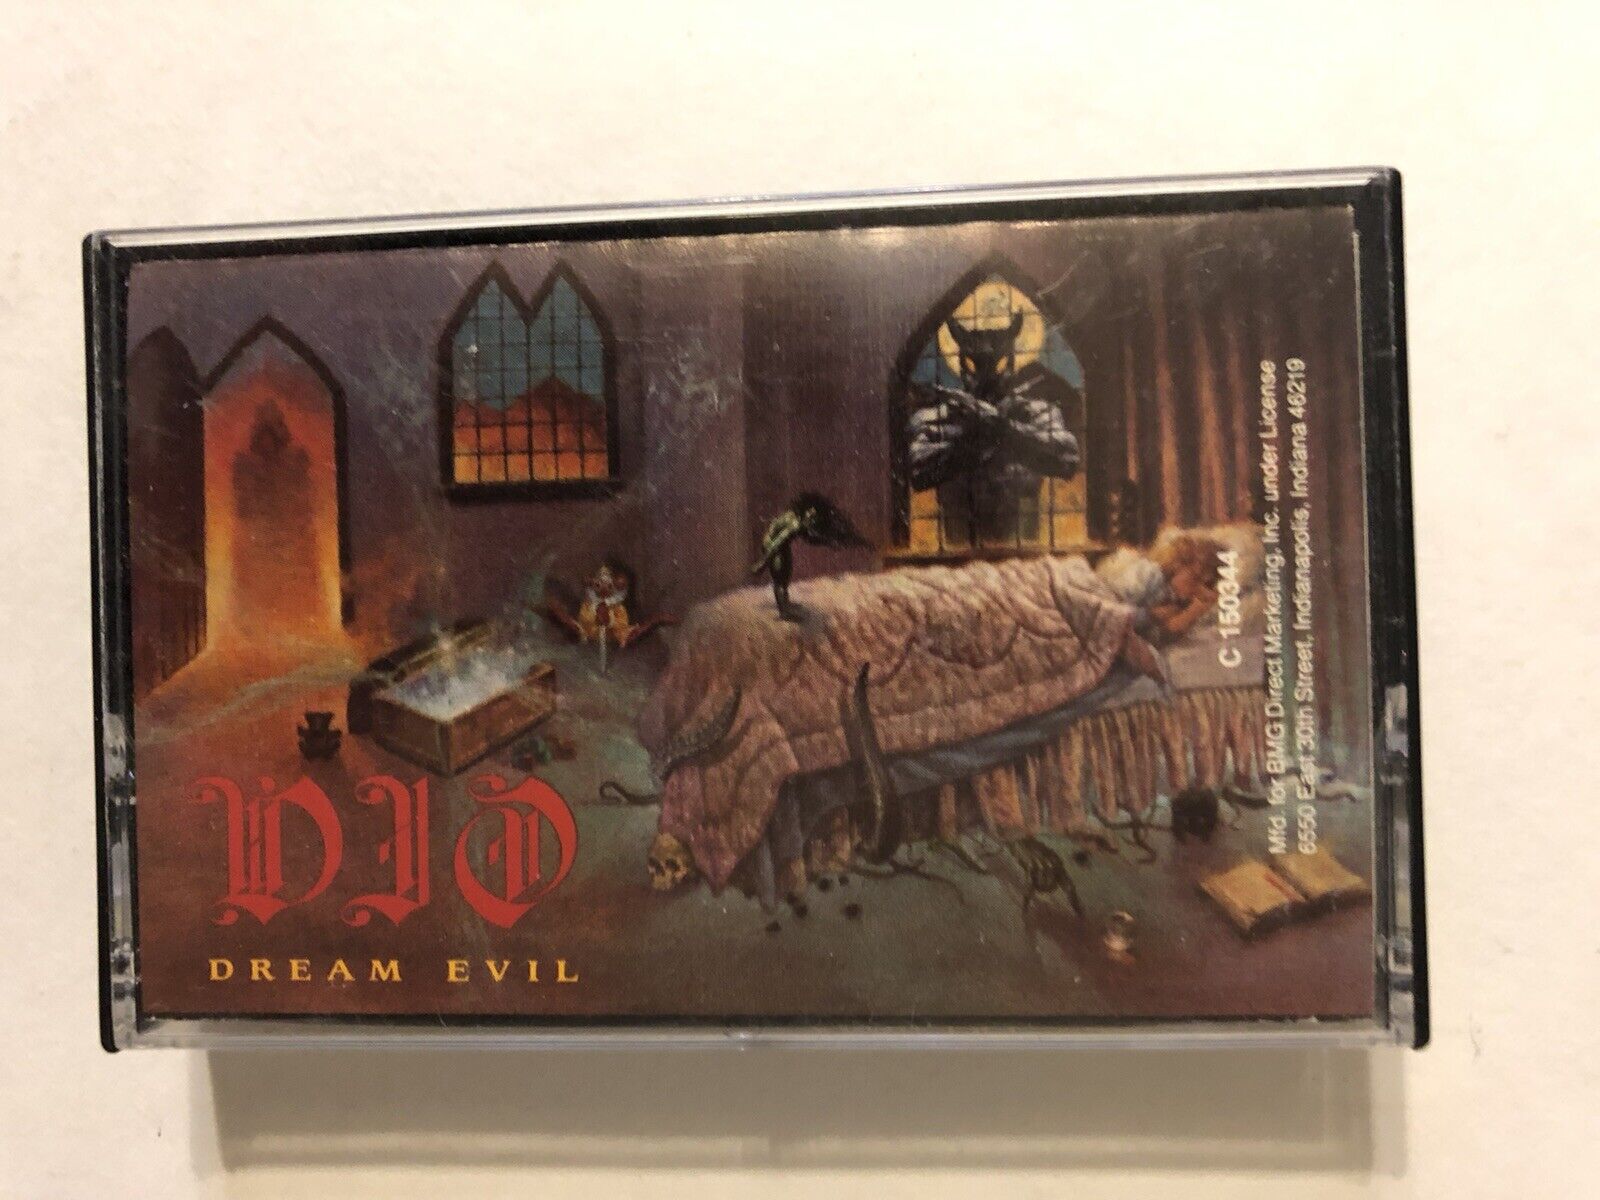 DIO
DREAM EVIL
C 150344
Mfd. for BMG Direct Marketing, Inc. under License
6550 East 30th Street, Indianapolis, Indiana 46219